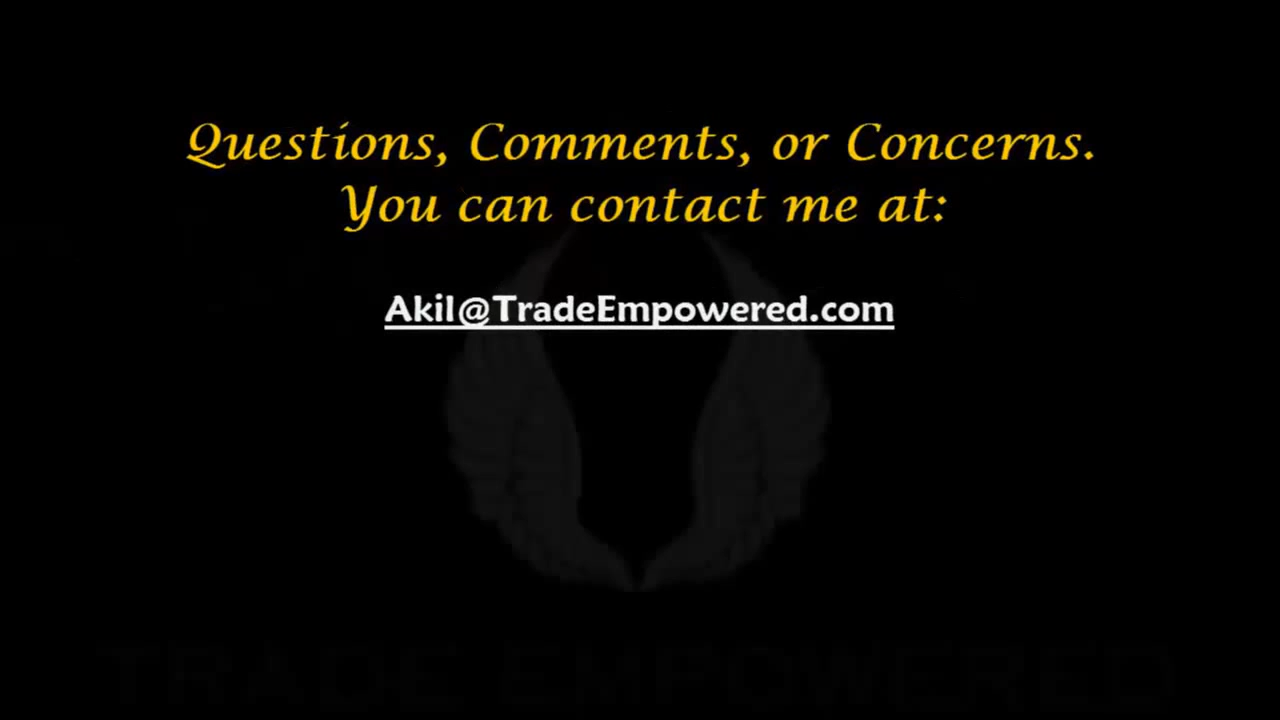 Questions, Comments, or Concerns.
You can contact me at:
Akil@TradeEmpowered.com
TRADE EMPOWERED